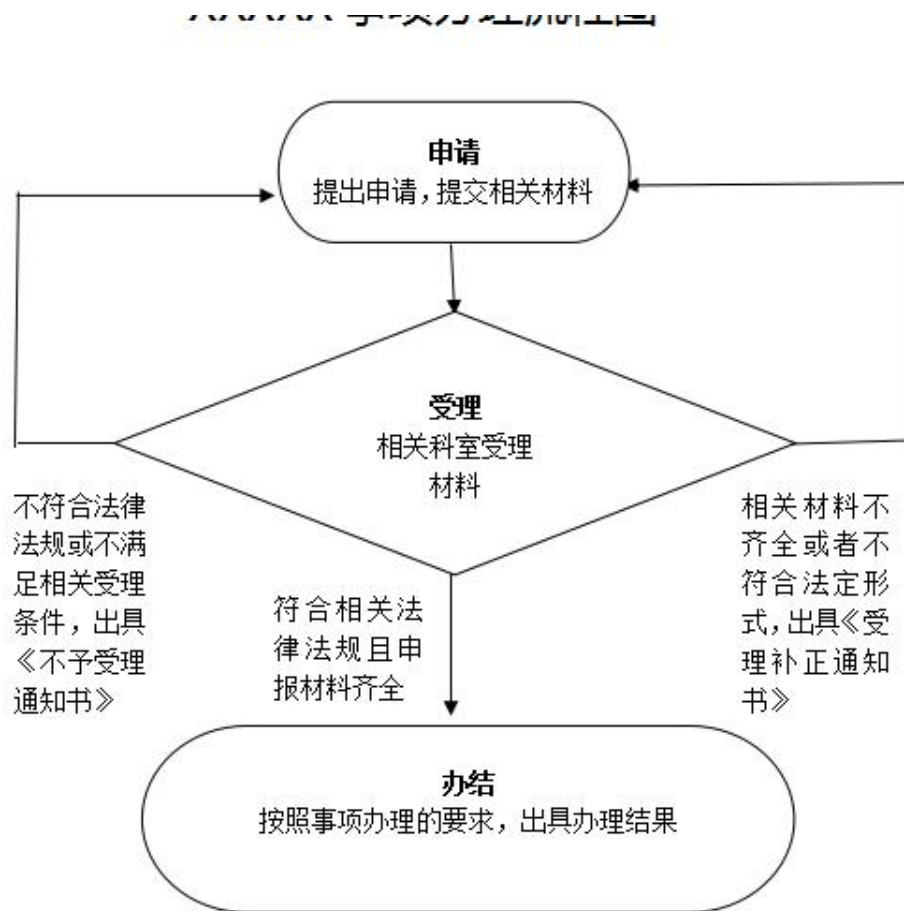 申请
提出申请，提交相关材料
受理
相关科室受理
材料
不符合法律
法规或不满
足相关受理
条件，出具
《不予受理
通知书》
符合相关法
律法规且申
报材料齐全
相关材料不
齐全或者不
符合法定形
式，出具《受
理补正通知
书》
办结
按照事项办理的要求，出具办理结果